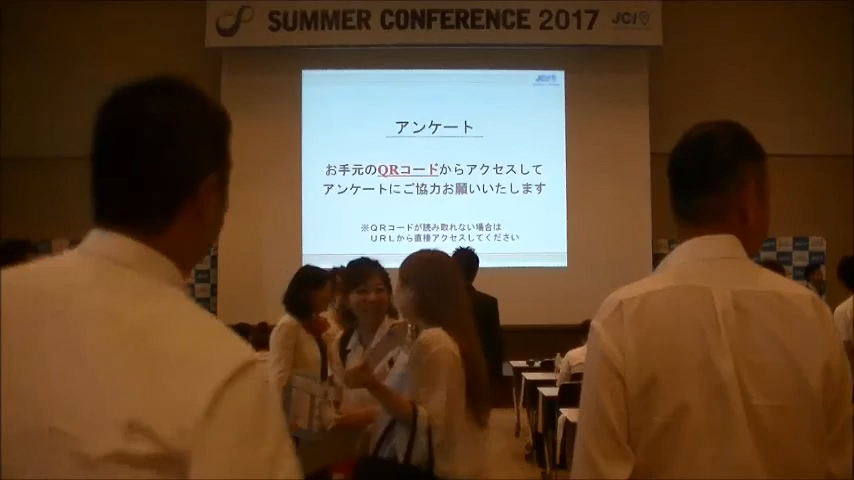 SUMMER CONFERENCE 2017 JCI
アンケート
お手元のQRコードからアクセスして
アンケートにご協力お願いいたします
※QRコードが読み取れない場合は
URLから直接アクセスしてください